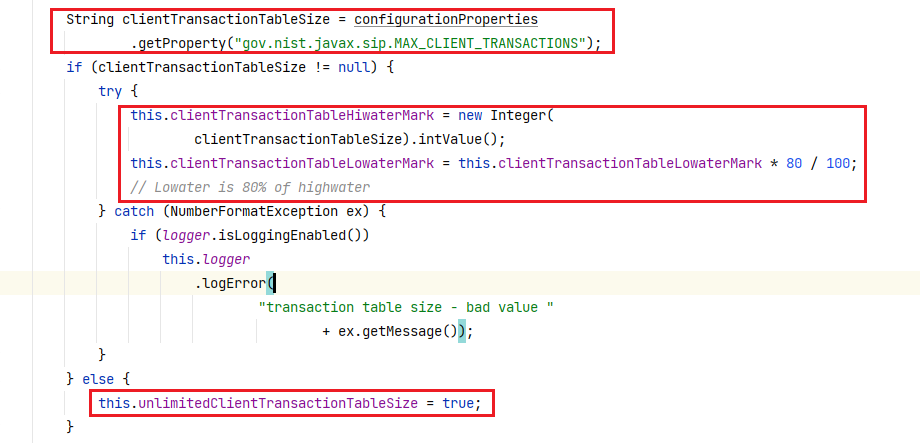 String clientTransactionTableSize = configurationProperties
.getProperty("gov.nist.javax.sip.MAX_CLIENT_TRANSACTIONS");
if (clientTransactionTableSize != null) {
try {
this.clientTransactionTableHiwaterMark = new Integer(
clientTransactionTableSize).intValue();
this.clientTransactionTableLowaterMark = this.clientTransactionTableLowaterMark * 80 / 100;
// Lowater is 80% of highwater
} catch (NumberFormatException ex) {
if (logger.isLoggingEnabled())
this.logger
.logError(
"transaction table size - bad value "
+ ex.getMessage());
}
} else {
this.unlimitedClientTransactionTableSize = true;
}